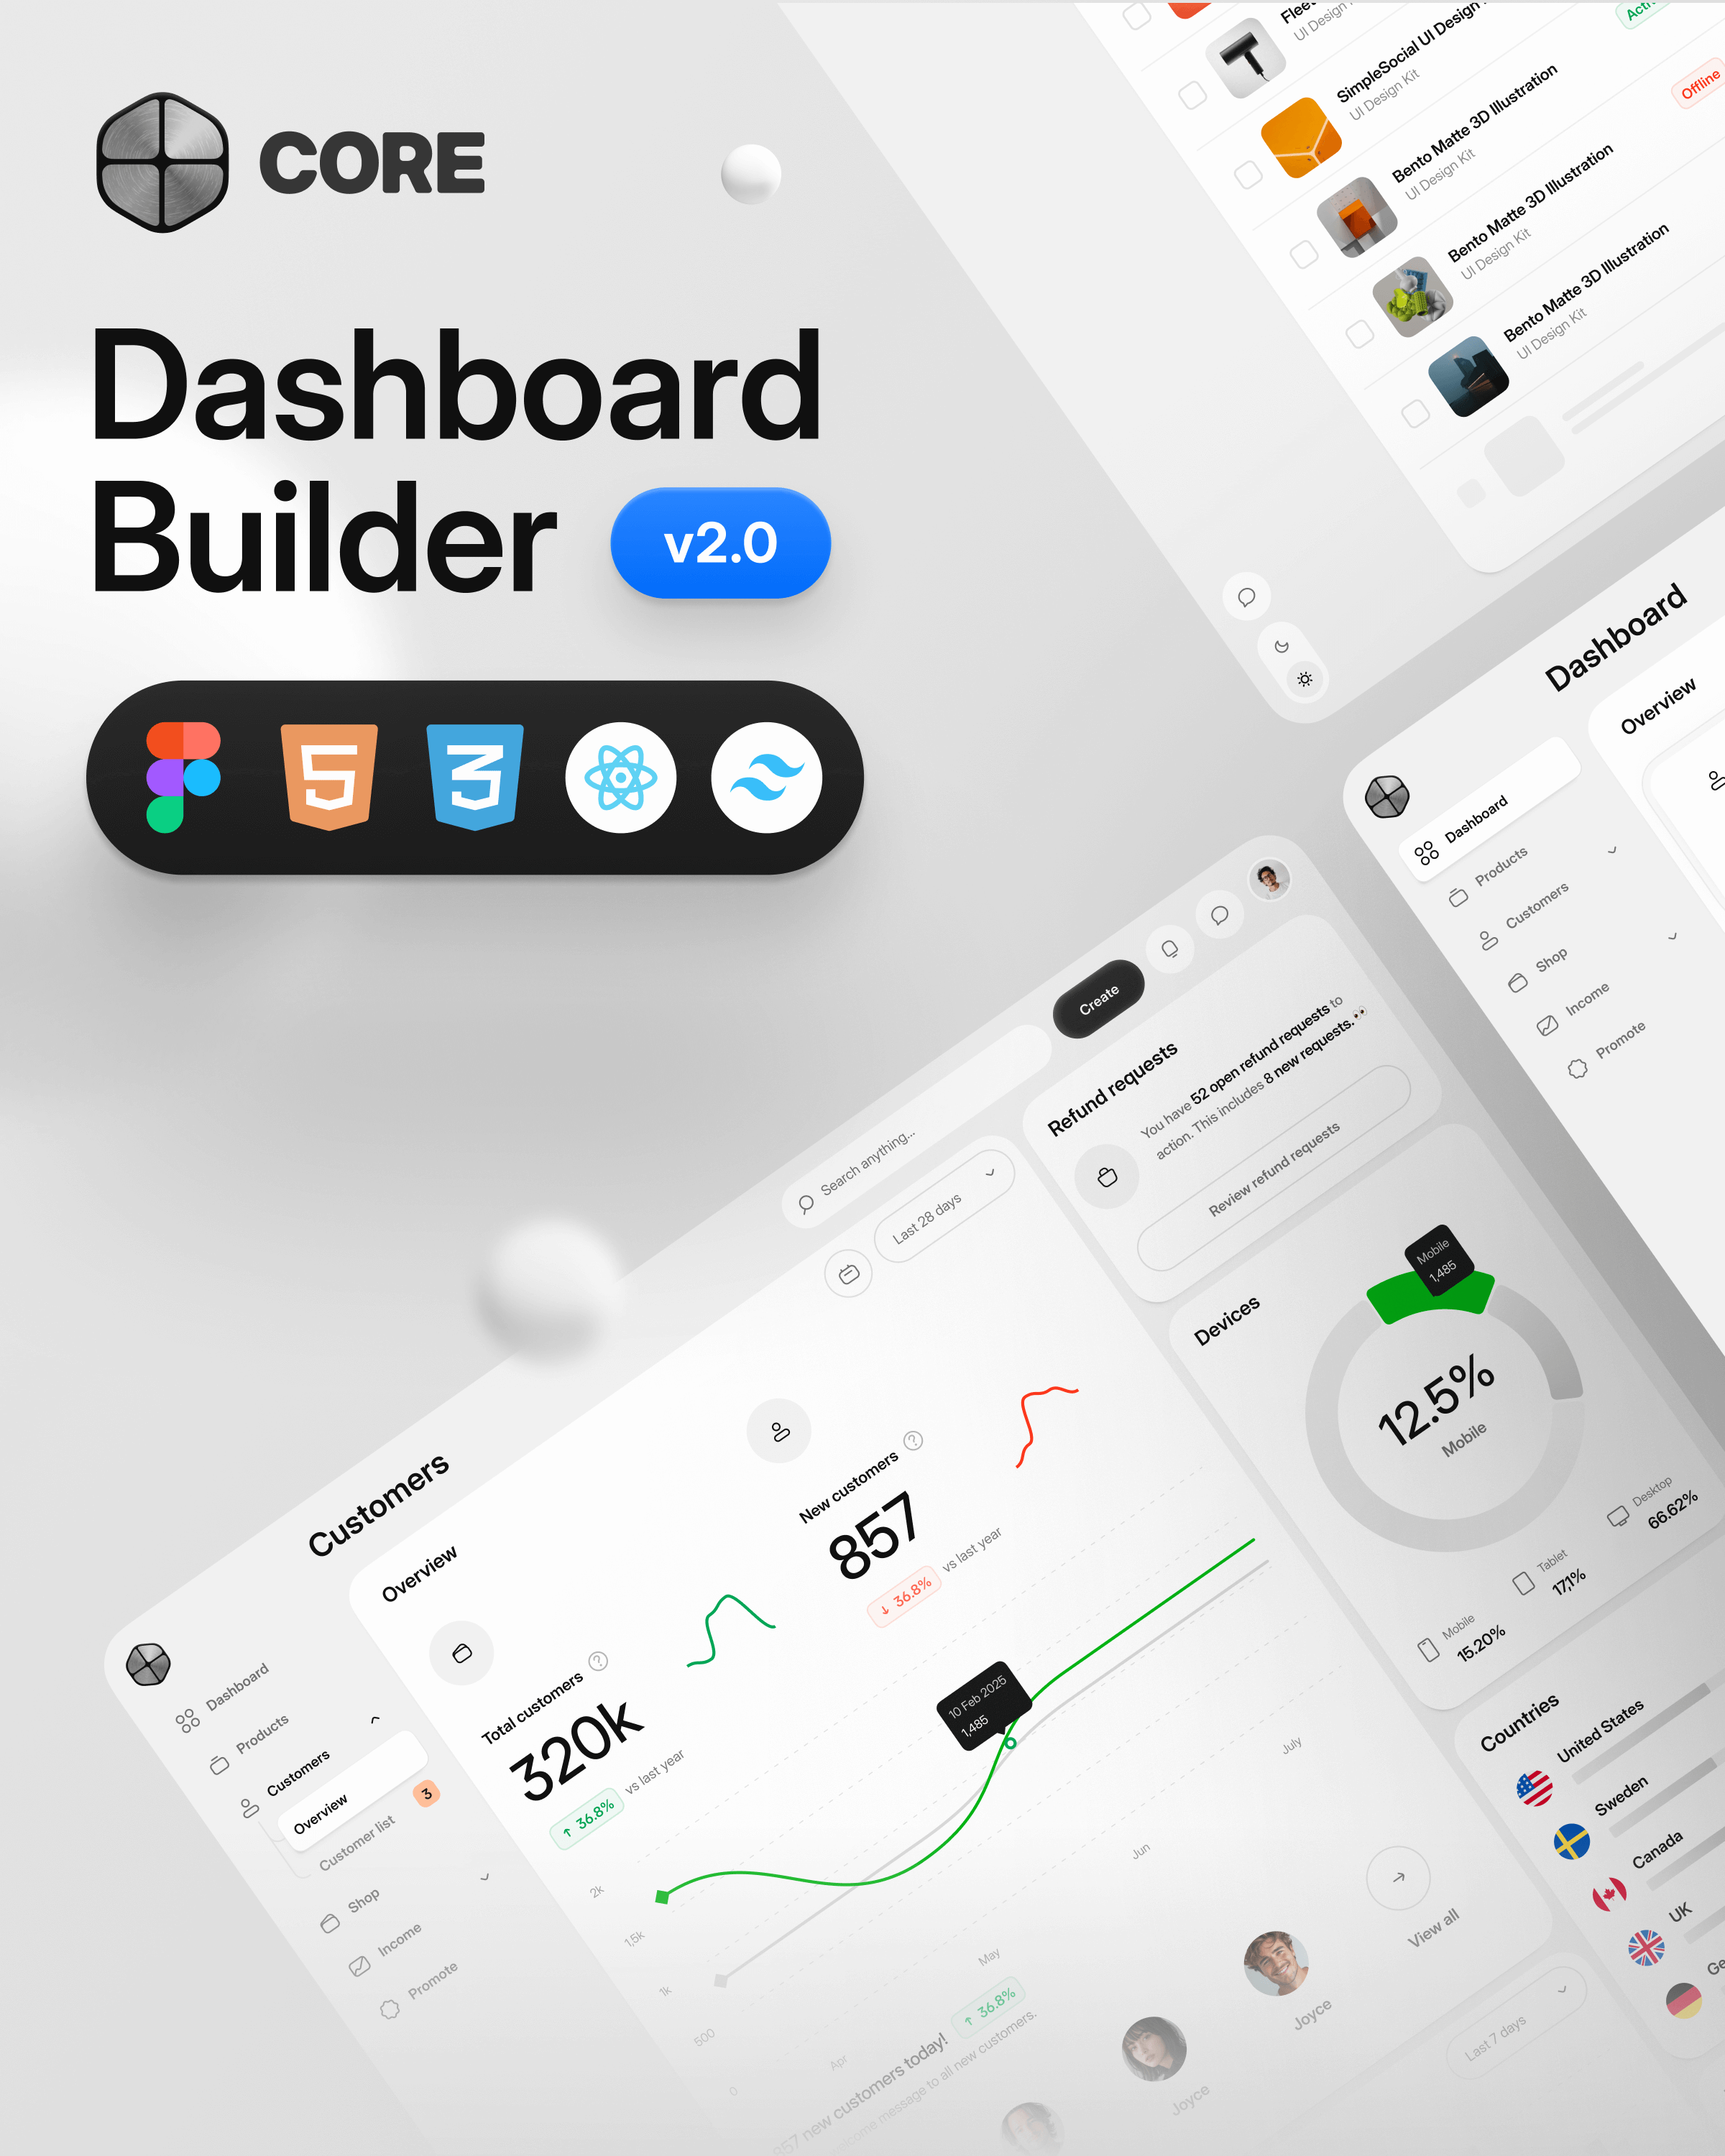 CORE
Dashboard
Builder
v2.0
UI Design
SimpleSocial UI Design
UI Design Kit
Bento Matte 3D Illustration
UI Design Kit
Offline
Bento Matte 3D Illustration
UI Design Kit
Bento Matte 3D Illustration
UI Design Kit
Dashboard
Overview
Dashboard
Products
Customers
Shop
Income
Promote
Create
Search anything...
Last 28 days
Refund requests
You have 52 open refund requests to
action. This includes 8 new requests.👀
Review refund requests
Devices
Mobile
1,485
12.5%
Mobile
Mobile
15.20%
Tablet
17,1%
Desktop
66.62%
Countries
United States
Sweden
Canada
UK
Customers
Dashboard
Products
Customers
Overview
Customer list
3
Shop
Income
Promote
Overview
Total customers
?
320k
↑ 36.8%
vs last year
New customers
?
857
↓ 36.8%
vs last year
10 Feb 2025
1,485
2k
1,5k
1k
500
0
Apr
May
Jun
July
857 new customers today!
↑ 36.8%
message to all new customers.
Joyce
Joyce
View all
Last 7 days